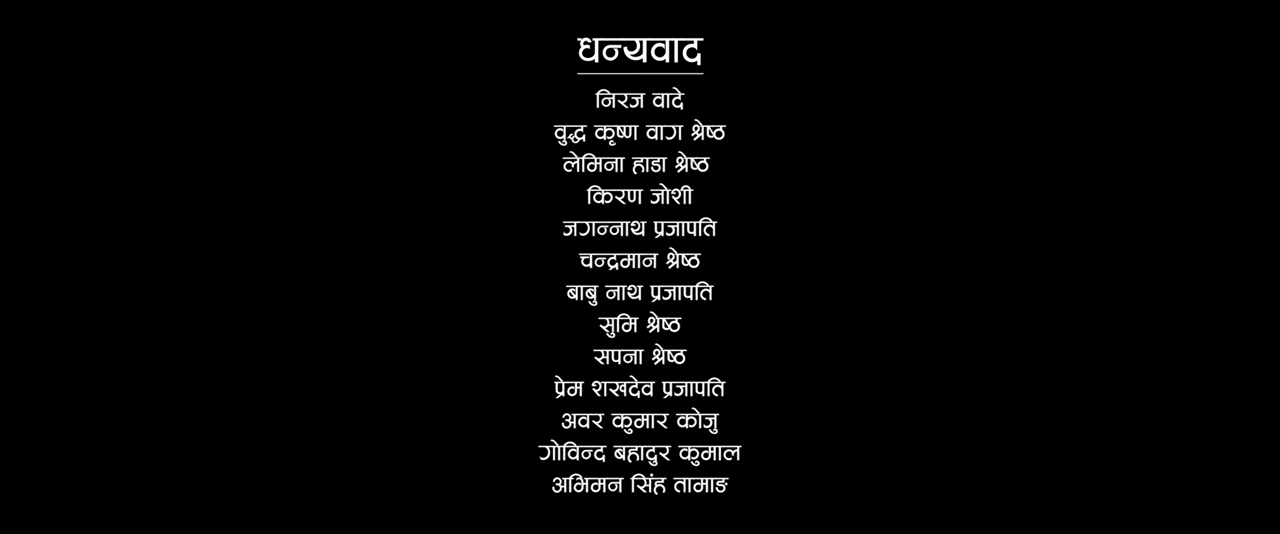 धन्यवाद
निरज वादे
वुद्ध कृष्ण वाग श्रेष्ठ
लेमिना हाडा श्रेष्ठ
किरण जोशी
जगन्नाथ प्रजापति
चन्द्रमान श्रेष्ठ
बाबु नाथ प्रजापति
सुमि श्रेष्ठ
सपना श्रेष्ठ
प्रेम शखदेव प्रजापति
अवर कुमार कोजु
गोविन्द बहादुर कुमाल
अभिमन सिंह तामाङ